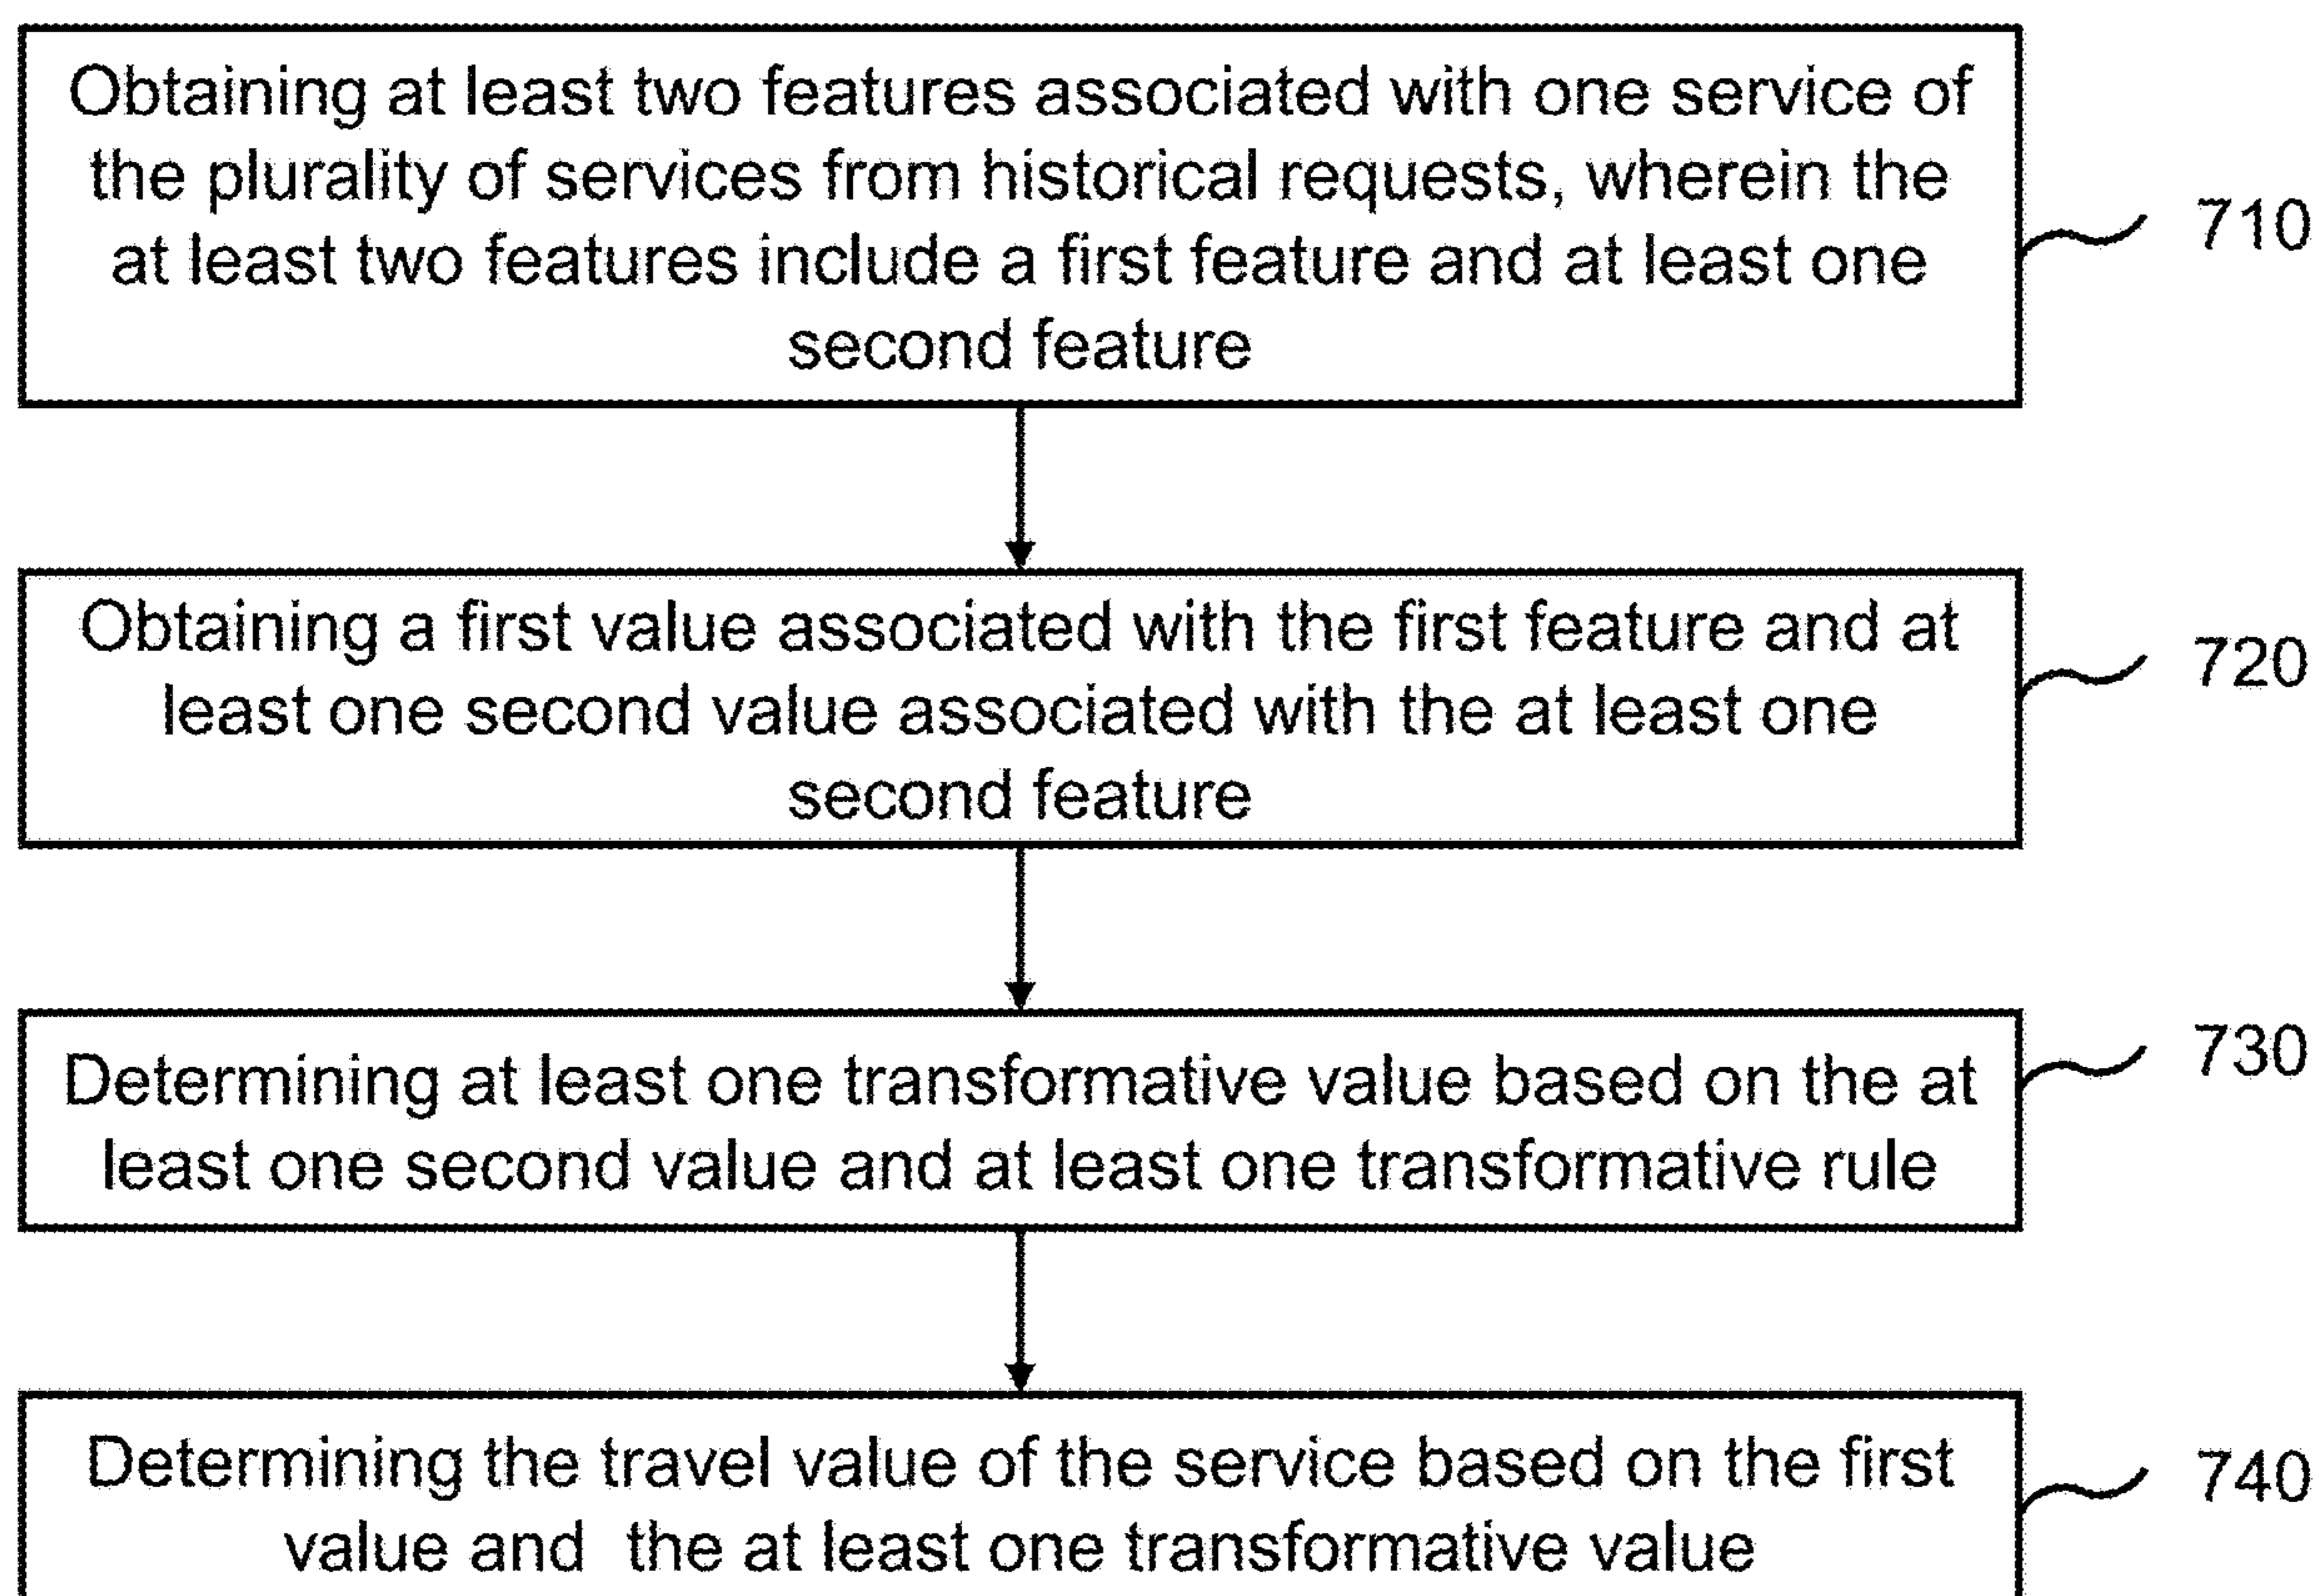 Obtaining at least two features associated with one service of
the plurality of services from historical requests, wherein the
at least two features include a first feature and at least one
second feature
710
Obtaining a first value associated with the first feature and at
least one second value associated with the at least one
second feature
720
Determining at least one transformative value based on the at
least one second value and at least one transformative rule
730
Determining the travel value of the service based on the first
value and the at least one transformative value
740